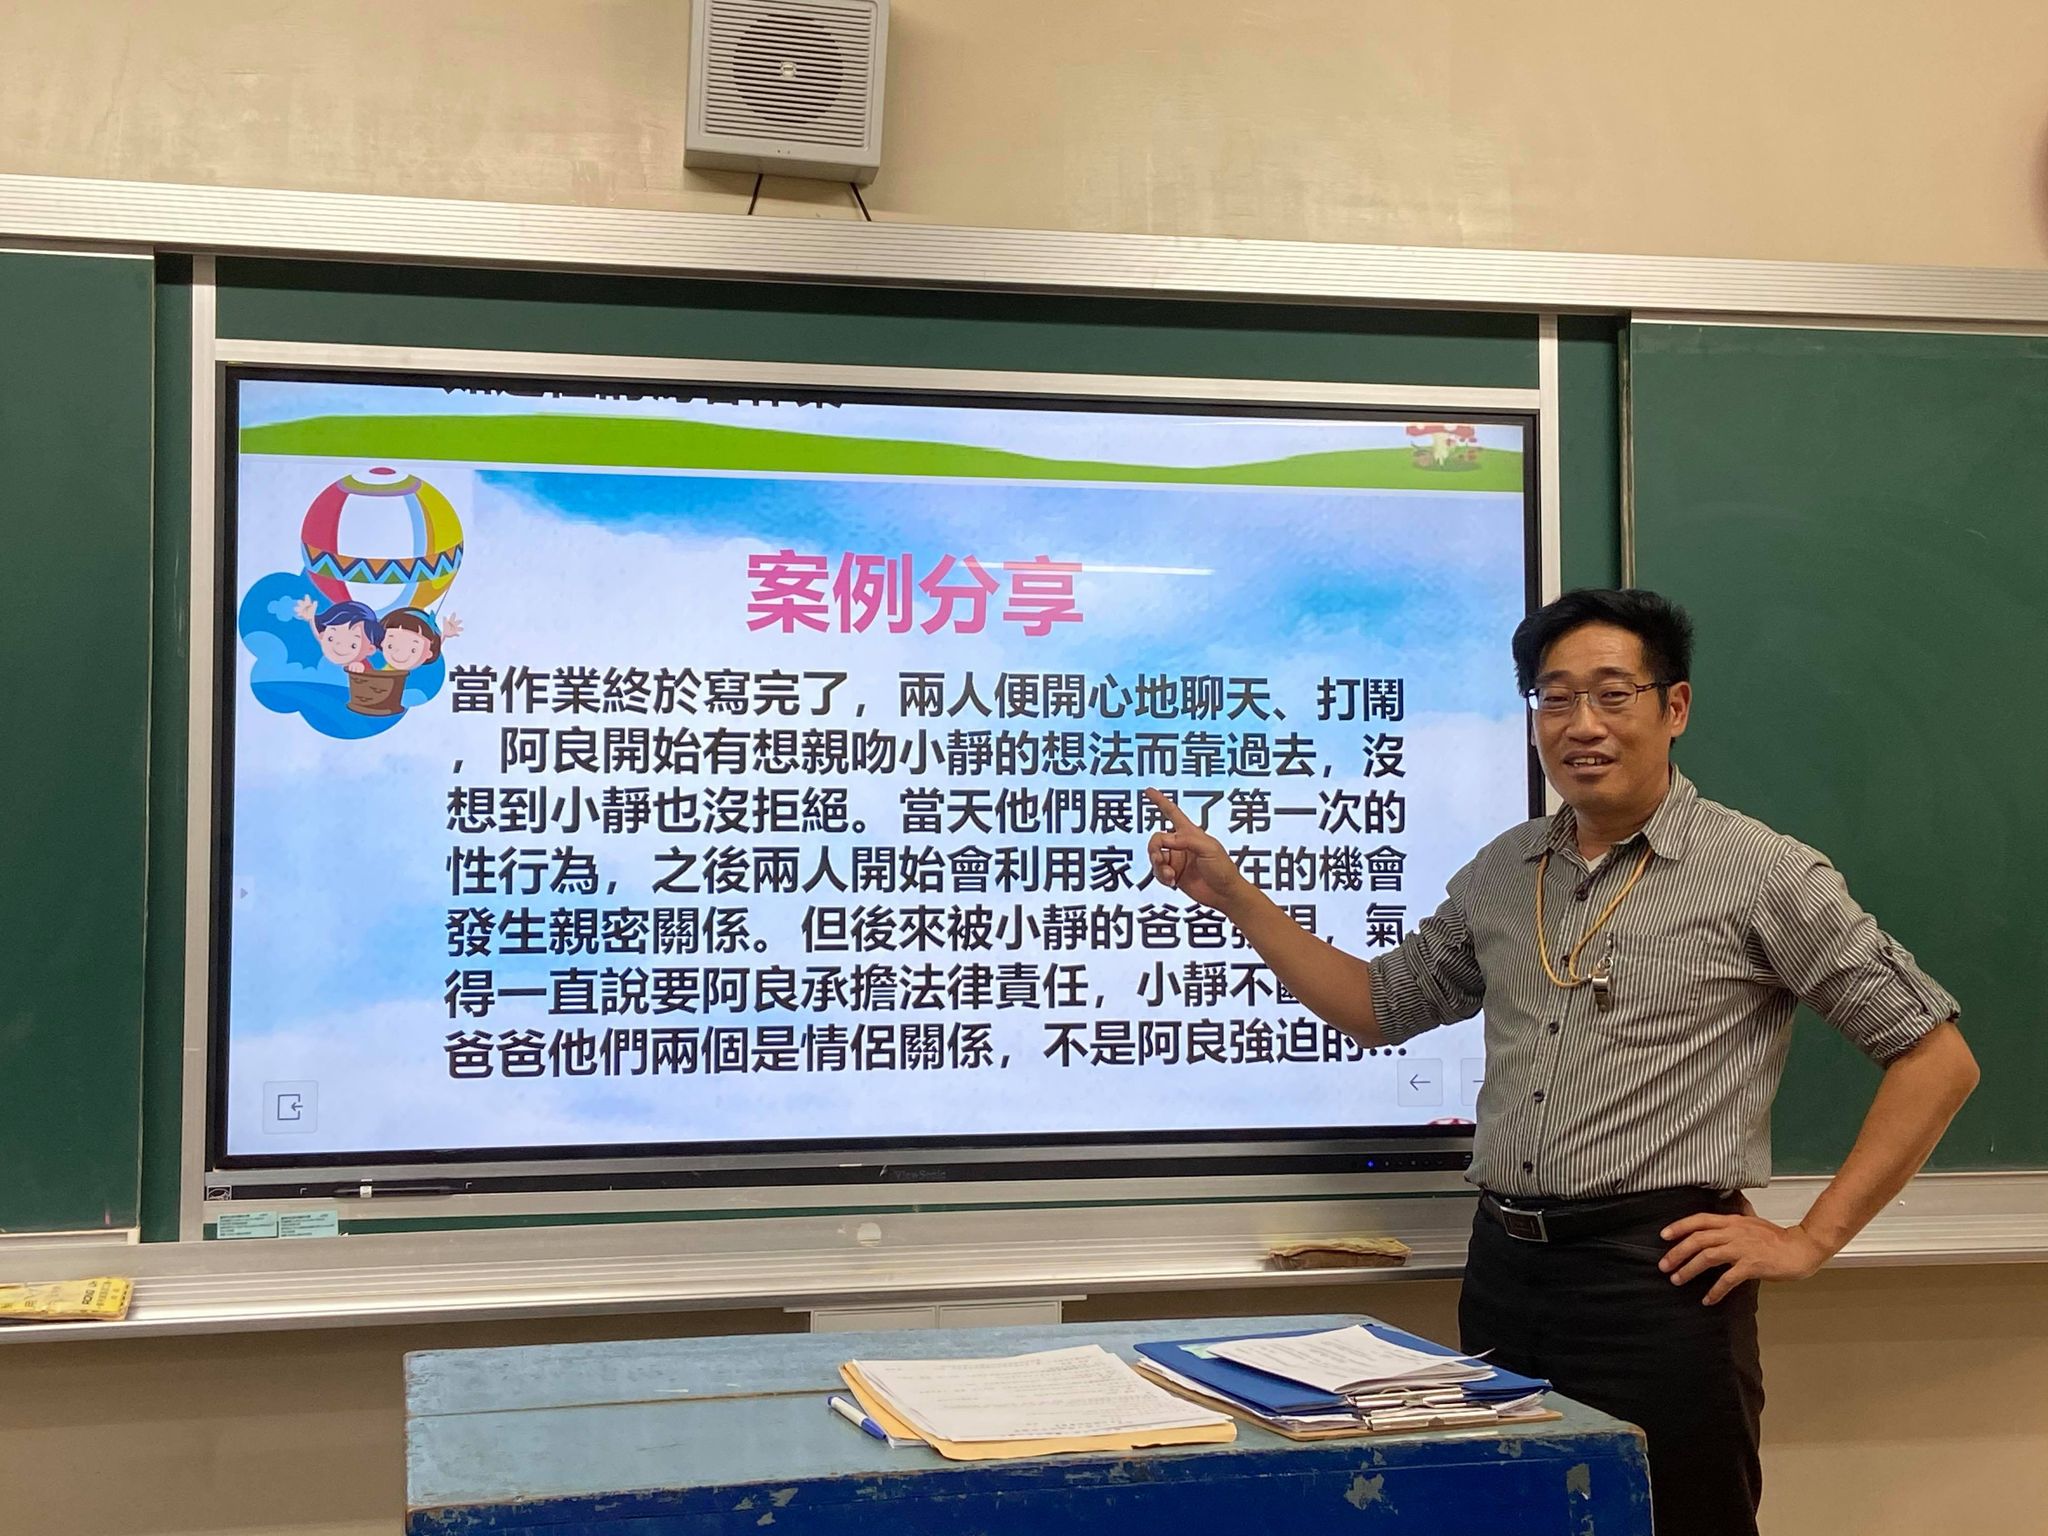 案例分享
當作業終於寫完了，兩人便開心地聊天、打鬧
，阿良開始有想親吻小靜的想法而靠過去，沒
想到小靜也沒拒絕。當天他們展開了第一次的
性行為，之後兩人開始會利用家人在的機會
發生親密關係。但後來被小靜的爸爸現，氣
得一直說要阿良承擔法律責任，小靜不
爸爸他們兩個是情侶關係，不是阿良強迫的...
ViewSonic